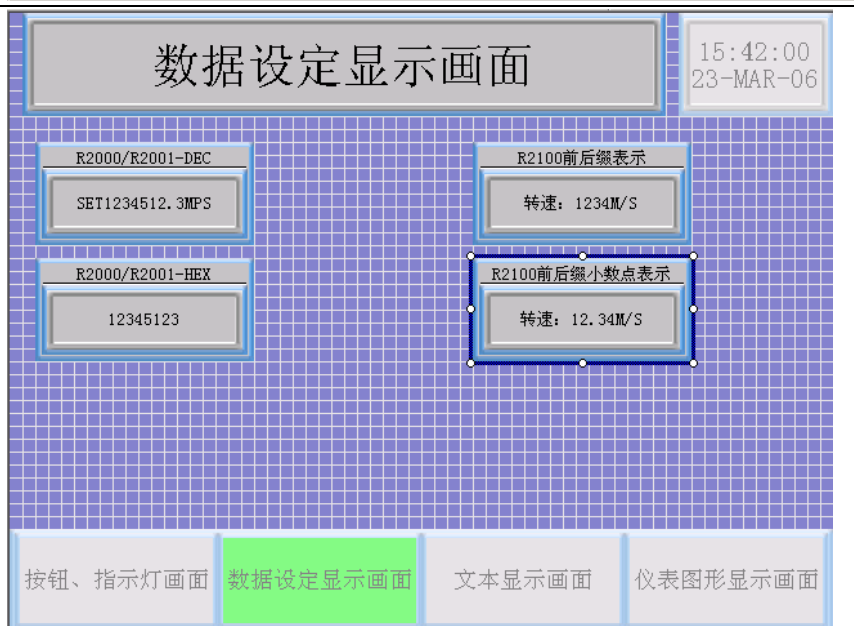 数据设定显示画面
15:42:00
23-MAR-06
R2000/R2001-DEC
SET1234512.3MPS
R2100前后缀表示
转速：1234M/S
R2000/R2001-HEX
12345123
R2100前后缀小数点表示
转速：12.34M/S
按钮、指示灯画面
数据设定显示画面
文本显示画面
仪表图形显示画面